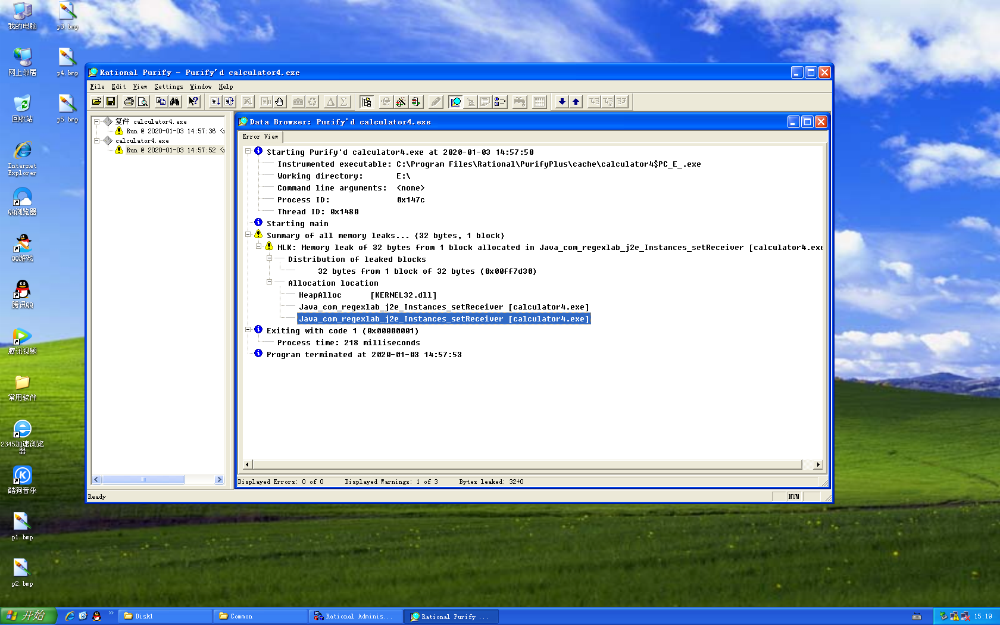 我的电脑
p3.bmp
网上邻居
p4.bmp
回收站
p5.bmp
Internet
Explorer
QQ浏览器
QQ游戏
腾讯QQ
腾讯视频
常用软件
2345加速浏览
器
酷狗音乐
p1.bmp
p2.bmp
Rational Purify - Purify'd calculator4.exe
File Edit View Settings Window Help
复件 calculator4.exe
Run @ 2020-01-03 14:57:36
calculator4.exe
Run @ 2020-01-03 14:57:52
Data Browser: Purify'd calculator4.exe
Error View
Starting Purify'd calculator4.exe at 2020-01-03 14:57:50
Instrumented executable: C:\Program Files\Rational\PurifyPlus\cache\calculator4$PC_E_.exe
Working directory: E:\
Command line arguments: <none>
Process ID: 0x147c
Thread ID: 0x1480
Starting main
Summary of all memory leaks... {32 bytes, 1 block}
MLK: Memory leak of 32 bytes from 1 block allocated in Java_com_regexlab_j2e_Instances_setReceiver [calculator4.exe
Distribution of leaked blocks
32 bytes from 1 block of 32 bytes (0x00ff7d30)
Allocation location
HeapAlloc [KERNEL32.dll]
Java_com_regexlab_j2e_Instances_setReceiver [calculator4.exe]
Java_com_regexlab_j2e_Instances_setReceiver [calculator4.exe]
Exiting with code 1 (0x00000001)
Process time: 218 milliseconds
Program terminated at 2020-01-03 14:57:53
Displayed Errors: 0 of 0 Displayed Warnings: 1 of 3 Bytes leaked: 32+0
Ready NUM
开始 Disk1 Common Rational Adminis... Rational Purify ... 15:19